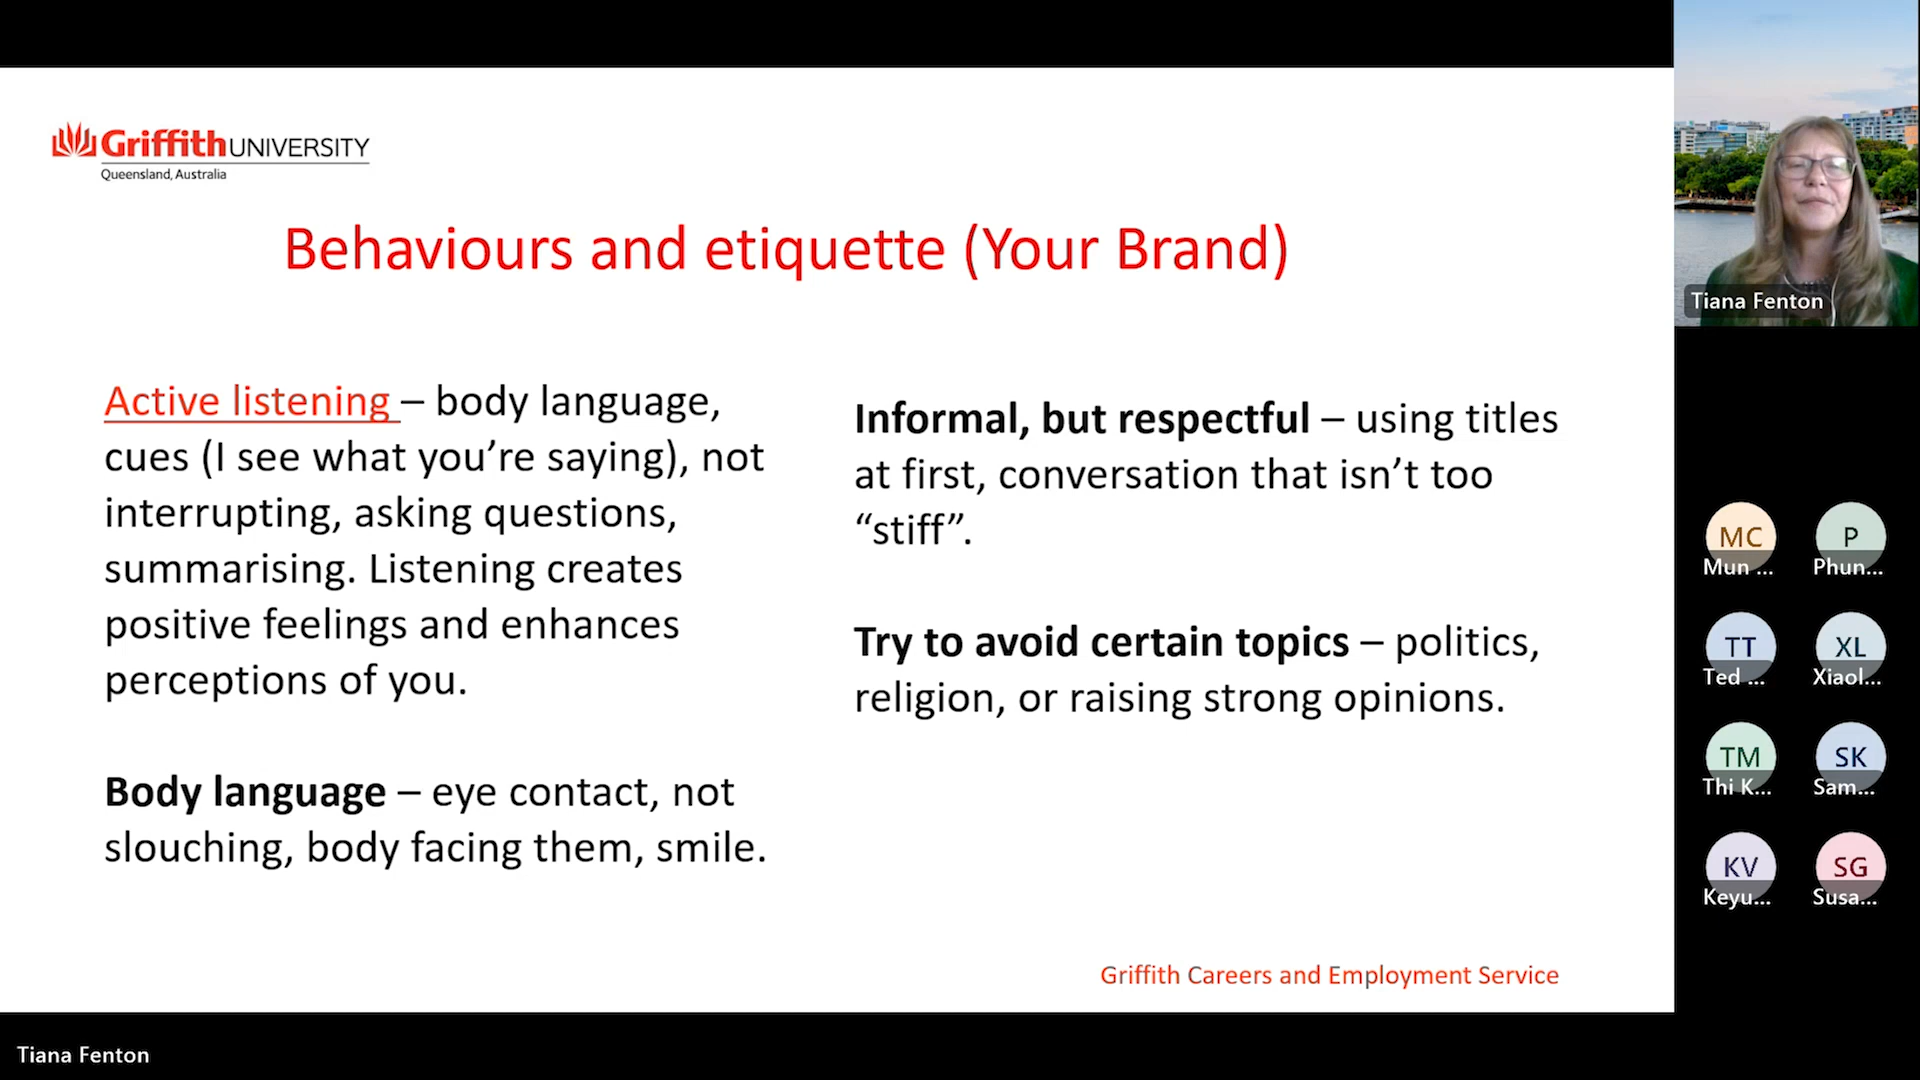 Griffith UNIVERSITY
Queensland, Australia
Behaviours and etiquette (Your Brand)
Active listening – body language,
cues (I see what you’re saying), not
interrupting, asking questions,
summarising. Listening creates
positive feelings and enhances
perceptions of you.
Body language – eye contact, not
slouching, body facing them, smile.
Informal, but respectful – using titles
at first, conversation that isn’t too
“stiff”.
Try to avoid certain topics – politics,
religion, or raising strong opinions.
Griffith Careers and Employment Service
Tiana Fenton
MC
Mun ...
P
Phun...
TT
Ted ...
XL
Xiaol...
TM
Thi K...
SK
Sam...
KV
Keyu...
SG
Susa...
Tiana Fenton